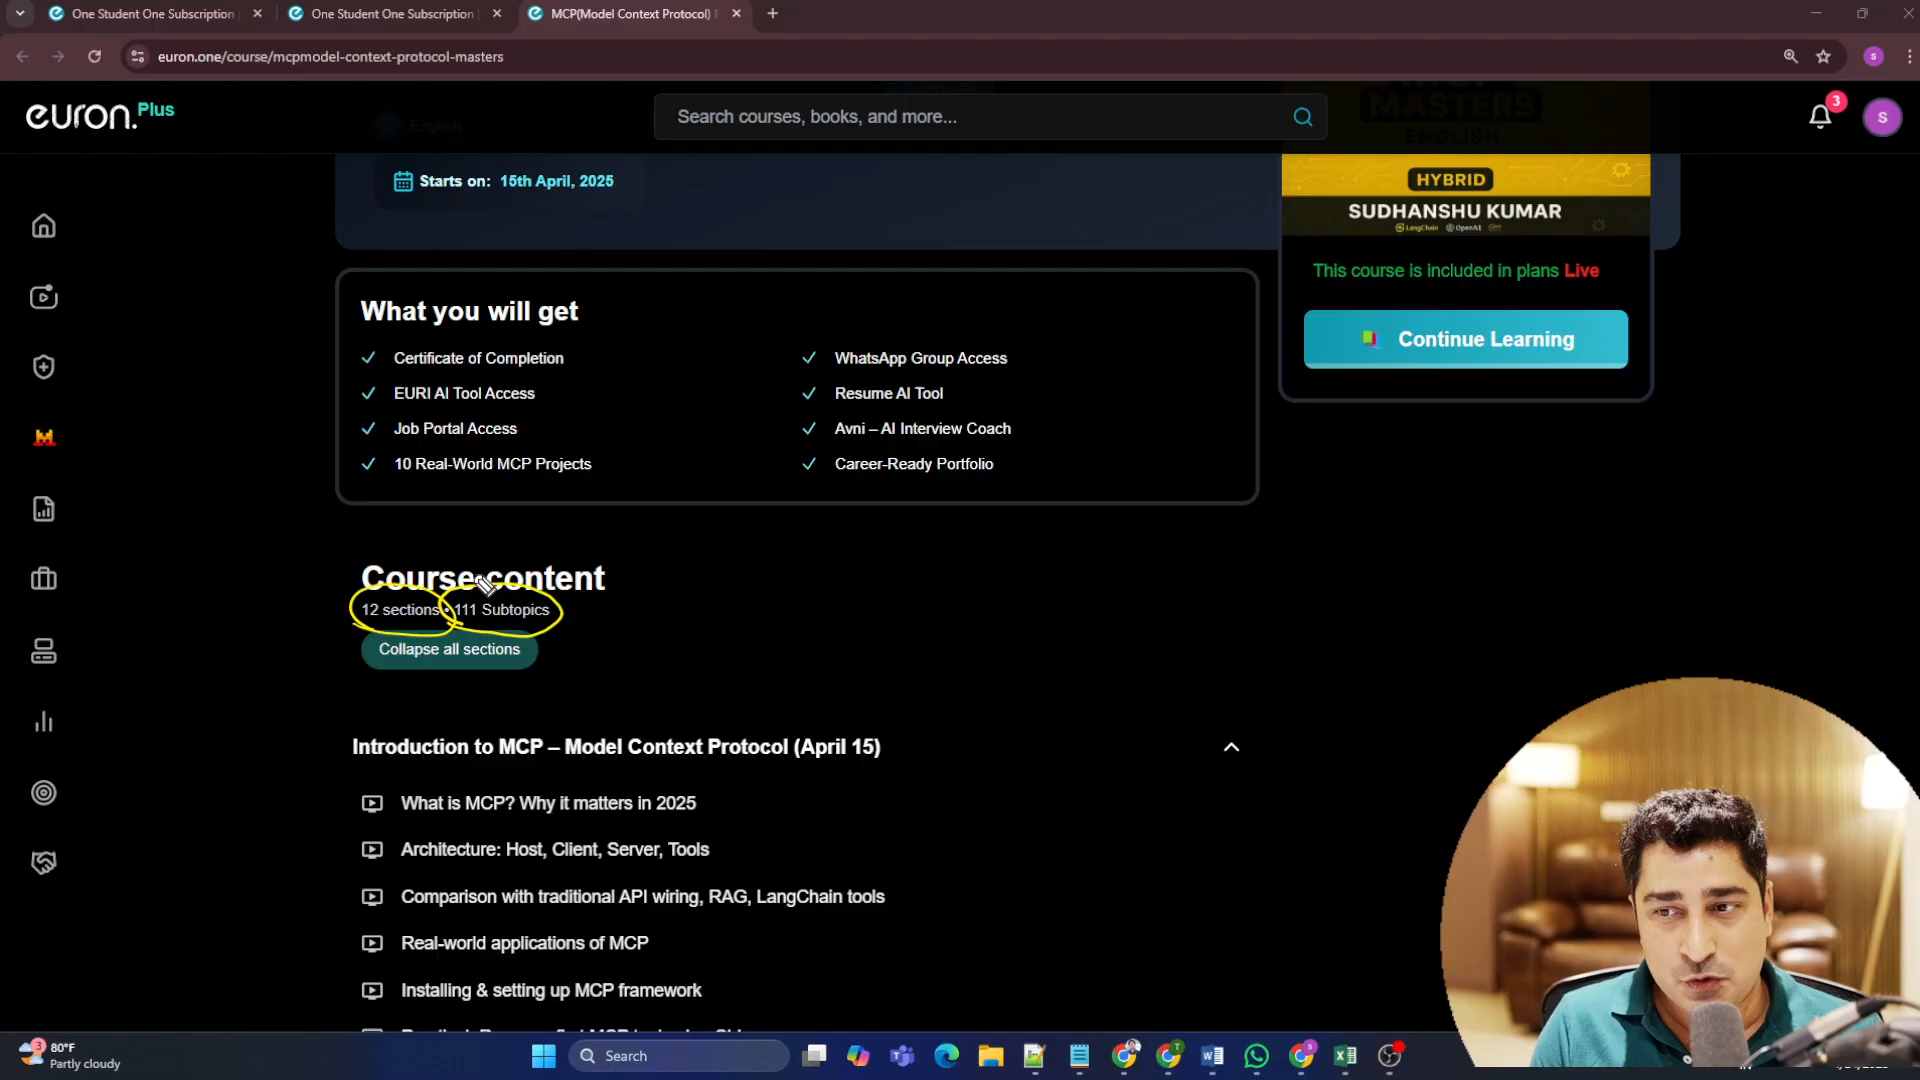 One Student One Subscription
One Student One Subscription
MCP(Model Context Protocol)
euron.one/course/mcpmodel-context-protocol-masters
euron.Plus
English
Search courses, books, and more...
3
S
MASTERS
ENGLISH
Starts on: 15th April, 2025
HYBRID
SUDHANSHU KUMAR
LangChain OpenAI
This course is included in plans Live
Continue Learning
What you will get
Certificate of Completion
WhatsApp Group Access
EURI AI Tool Access
Resume AI Tool
Job Portal Access
Avni – AI Interview Coach
10 Real-World MCP Projects
Career-Ready Portfolio
Course content
12 sections • 111 Subtopics
Collapse all sections
Introduction to MCP – Model Context Protocol (April 15)
What is MCP? Why it matters in 2025
Architecture: Host, Client, Server, Tools
Comparison with traditional API wiring, RAG, LangChain tools
Real-world applications of MCP
Installing & setting up MCP framework
3
80°F
Partly cloudy
Search